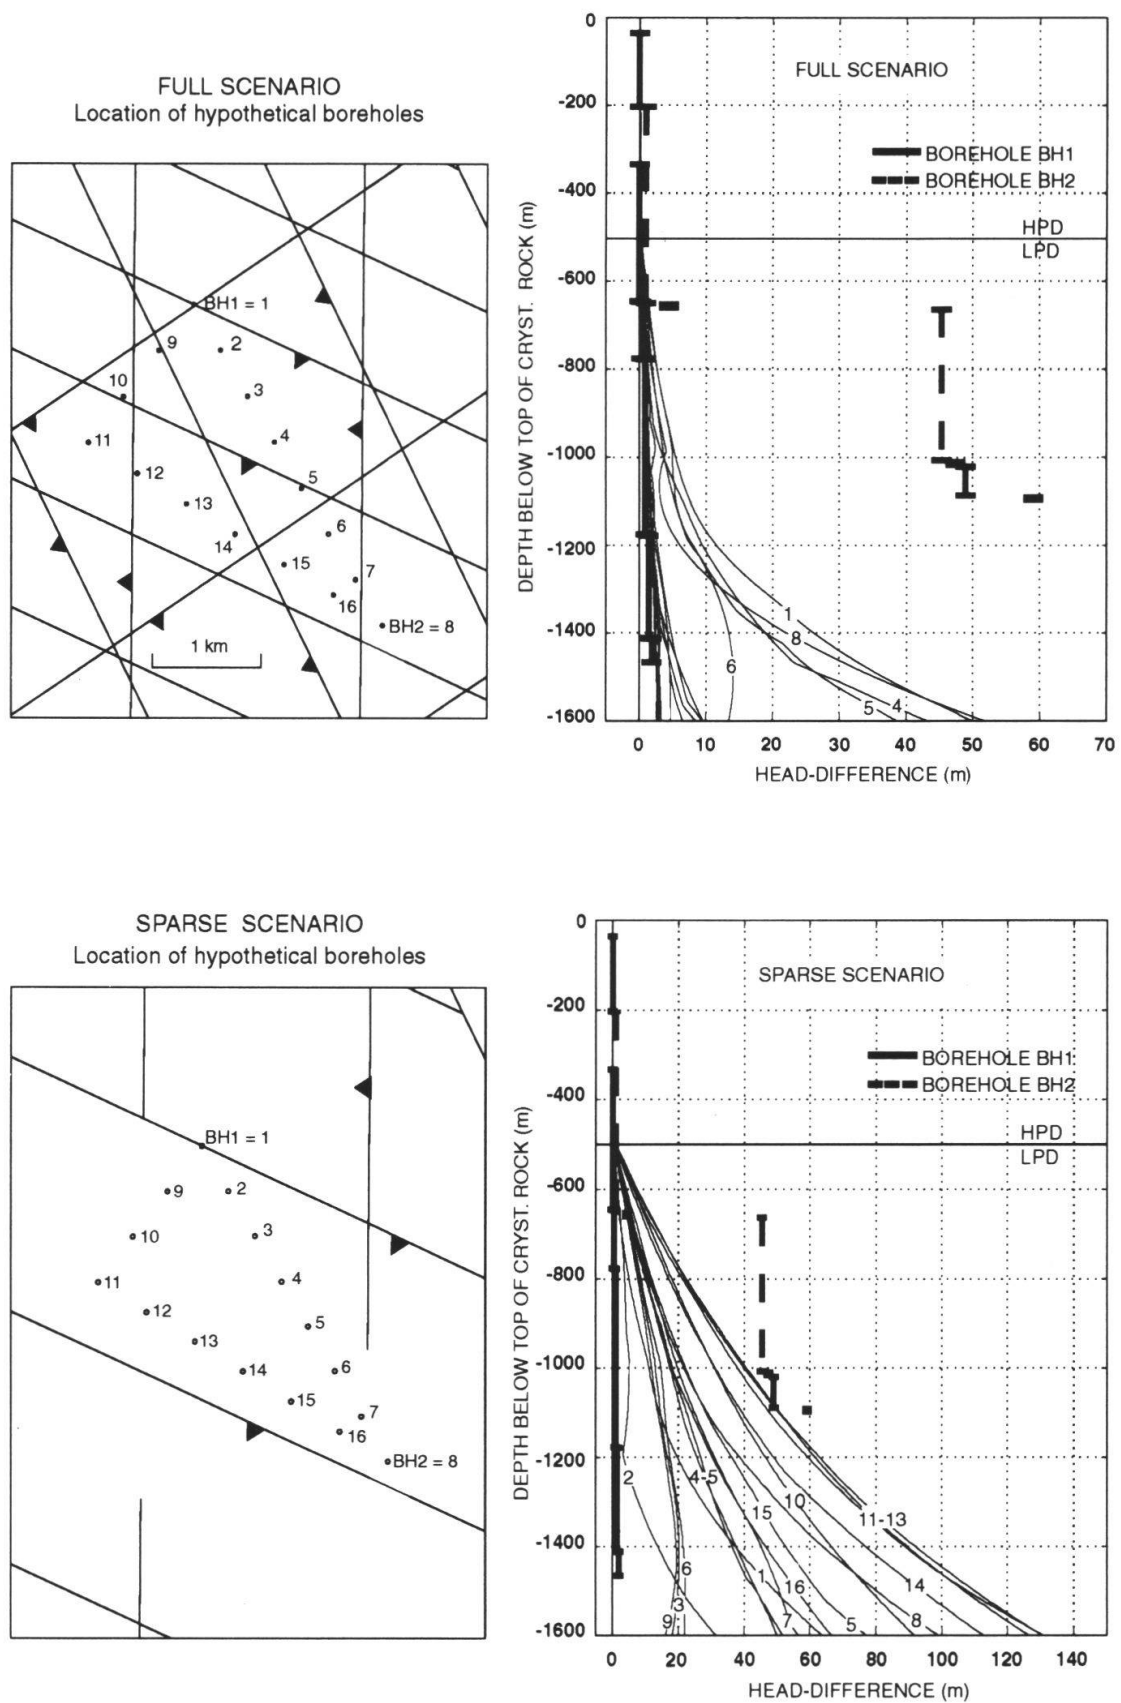 FULL SCENARIO
Location of hypothetical boreholes
BH1 = 1
9
2
10
3
11
4
12
5
13
6
14
15
7
16
BH2 = 8
1 km
0
-200
-400
-600
-800
-1000
-1200
-1400
-1600
DEPTH BELOW TOP OF CRYST. ROCK (m)
FULL SCENARIO
BOREHOLE BH1
BOREHOLE BH2
HPD
LPD
1
8
6
5
4
0 10 20 30 40 50 60 70
HEAD-DIFFERENCE (m)
SPARSE SCENARIO
Location of hypothetical boreholes
BH1 = 1
9
2
10
3
11
4
12
5
13
14
6
15
7
16
BH2 = 8
0
-200
-400
-600
-800
-1000
-1200
-1400
-1600
DEPTH BELOW TOP OF CRYST. ROCK (m)
SPARSE SCENARIO
BOREHOLE BH1
BOREHOLE BH2
HPD
LPD
2
4-5
15
10
11-13
6
1
16
14
3
9
7
5
8
0 20 40 60 80 100 120 140
HEAD-DIFFERENCE (m)